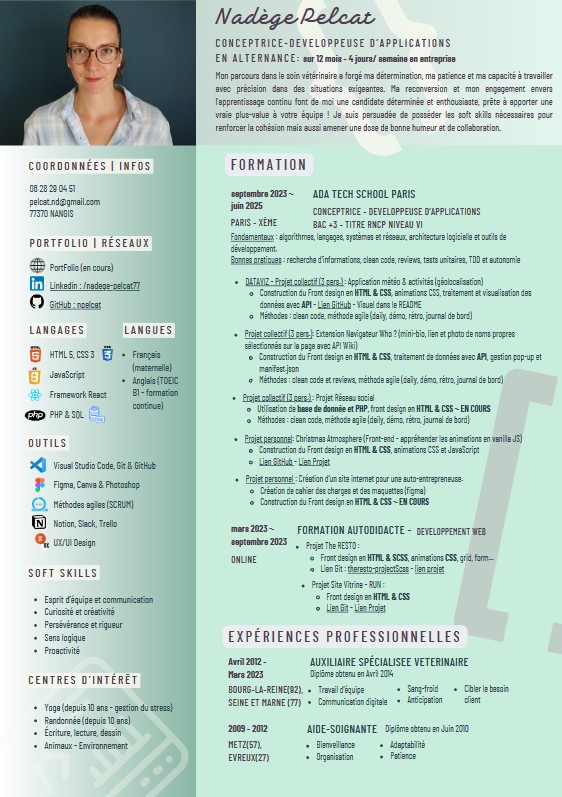 Nadège Pelcat
CONCEPTRICE-DEVELOPPEUSE D'APPLICATIONS
EN ALTERNANCE: sur 12 mois - 4 jours/ semaine en entreprise
Mon parcours dans le soin vétérinaire a forgé ma détermination, ma patience et ma capacité à travailler
avec précision dans des situations exigeantes. Ma reconversion et mon engagement envers
l'apprentissage continu font de moi une candidate déterminée et enthousiaste, prête à apporter une
vraie plus-value à votre équipe ! Je suis persuadée de posséder les soft skills nécessaires pour
renforcer la cohésion mais aussi amener une dose de bonne humeur et de collaboration.
COORDONNÉES | INFOS
06 28 29 04 51
pelcat.nd@gmail.com
77370 NANGIS
PORTFOLIO | RÉSEAUX
PortFolio (en cours)
Linkedin : /nadege-pelcat77
GitHub : npelcat
LANGAGES
HTML 5, CSS 3
JavaScript
Framework React
php PHP & SQL
LANGUES
• Français
(maternelle)
• Anglais (TOEIC
B1 - formation
continue)
OUTILS
Visual Studio Code, Git & GitHub
Figma, Canva & Photoshop
Méthodes agiles (SCRUM)
Notion, Slack, Trello
UX/UI Design
SOFT SKILLS
• Esprit d'équipe et communication
• Curiosité et créativité
• Persévérance et rigueur
• Sens logique
• Proactivité
CENTRES D'INTÉRÊT
• Yoga (depuis 10 ans - gestion du stress)
• Randonnée (depuis 10 ans)
• Écriture, lecture, dessin
• Animaux - Environnement
FORMATION
septembre 2023 ~
juin 2025
PARIS - XÈME
ADA TECH SCHOOL PARIS
CONCEPTRICE - DEVELOPPEUSE D'APPLICATIONS
BAC +3 - TITRE RNCP NIVEAU VI
Fondamentaux : algorithmes, langages, systèmes et réseaux, architecture logicielle et outils de
développement.
Bonnes pratiques : recherche d'informations, clean code, reviews, tests unitaires, TDD et autonomie
• DATAVIZ - Projet collectif (3 pers.) : Application météo & activités (géolocalisation)
Construction du Front design en HTML & CSS, animations CSS, traitement et visualisation des
données avec API - Lien GitHub - Visuel dans le README
Méthodes : clean code, méthode agile (daily, démo, rétro, journal de bord)
• Projet collectif (3 pers.): Extension Navigateur Who ? (mini-bio, lien et photo de noms propres
sélectionnés sur la page avec API Wiki)
Construction du Front design en HTML & CSS, traitement de données avec API, gestion pop-up et
manifest.json
Méthodes : clean code et reviews, méthode agile (daily, démo, rétro, journal de bord)
• Projet collectif (3 pers.) : Projet Réseau social
Utilisation de base de donnée et PHP, front design en HTML & CSS ~ EN COURS
Méthodes : clean code, méthode agile (daily, démo, rétro, journal de bord)
• Projet personnel: Christmas Atmosphere (Front-end - appréhender les animations en vanilla JS)
Construction du Front design en HTML & CSS, animations CSS et JavaScript
Lien GitHub - Lien Projet
• Projet personnel : Création d'un site internet pour une auto-entrepreneuse.
Création de cahier des charges et des maquettes (figma)
Construction du Front design en HTML & CSS ~ EN COURS
mars 2023 ~
septembre 2023
ONLINE
FORMATION AUTODIDACTE - DEVELOPPEMENT WEB
• Projet The RESTO :
Front design en HTML & SCSS, animations CSS, grid, form...
Lien Git : theresto-projectScss - lien projet
• Projet Site Vitrine - RUN :
Front design en HTML & CSS
Lien Git - Lien Projet
EXPÉRIENCES PROFESSIONNELLES
Avril 2012 -
Mars 2023
BOURG-LA-REINE(92),
SEINE ET MARNE (77)
AUXILIAIRE SPÉCIALISEE VETERINAIRE
Diplôme obtenu en Avril 2014
• Travail d'équipe
• Communication digitale
• Sang-froid
• Anticipation
• Cibler le besoin
client
2009 - 2012
METZ(57),
EVREUX(27)
AIDE-SOIGNANTE Diplôme obtenu en Juin 2010
• Bienveillance
• Organisation
• Adaptabilité
• Patience